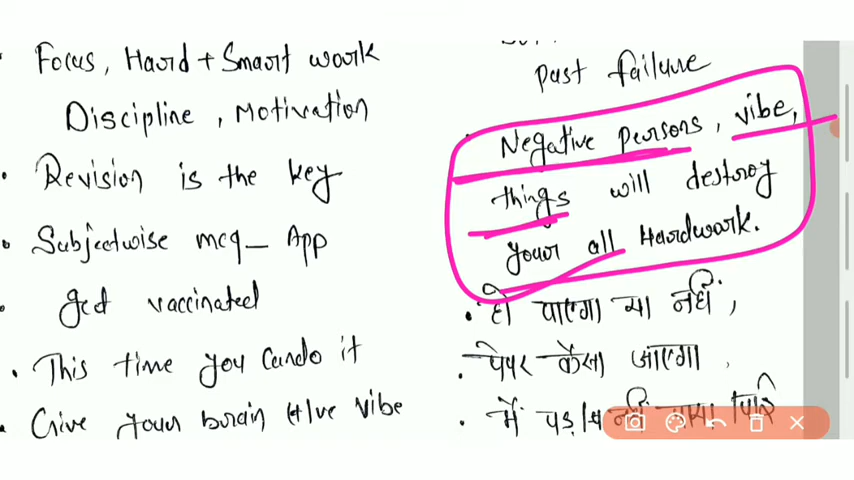 Focus, Hard + Smart work
Discipline, Motivation
• Revision is the key
• Subjectwise mcq - App
• get vaccinated
• This time you can do it
• Give your brain (+)ve vibe
Past failure
Negative persons, vibe,
things will destroy
your all Hardwork.
• हो पाएगा या नहीं,
• पेपर कैसा जाएगा
• में पढ़